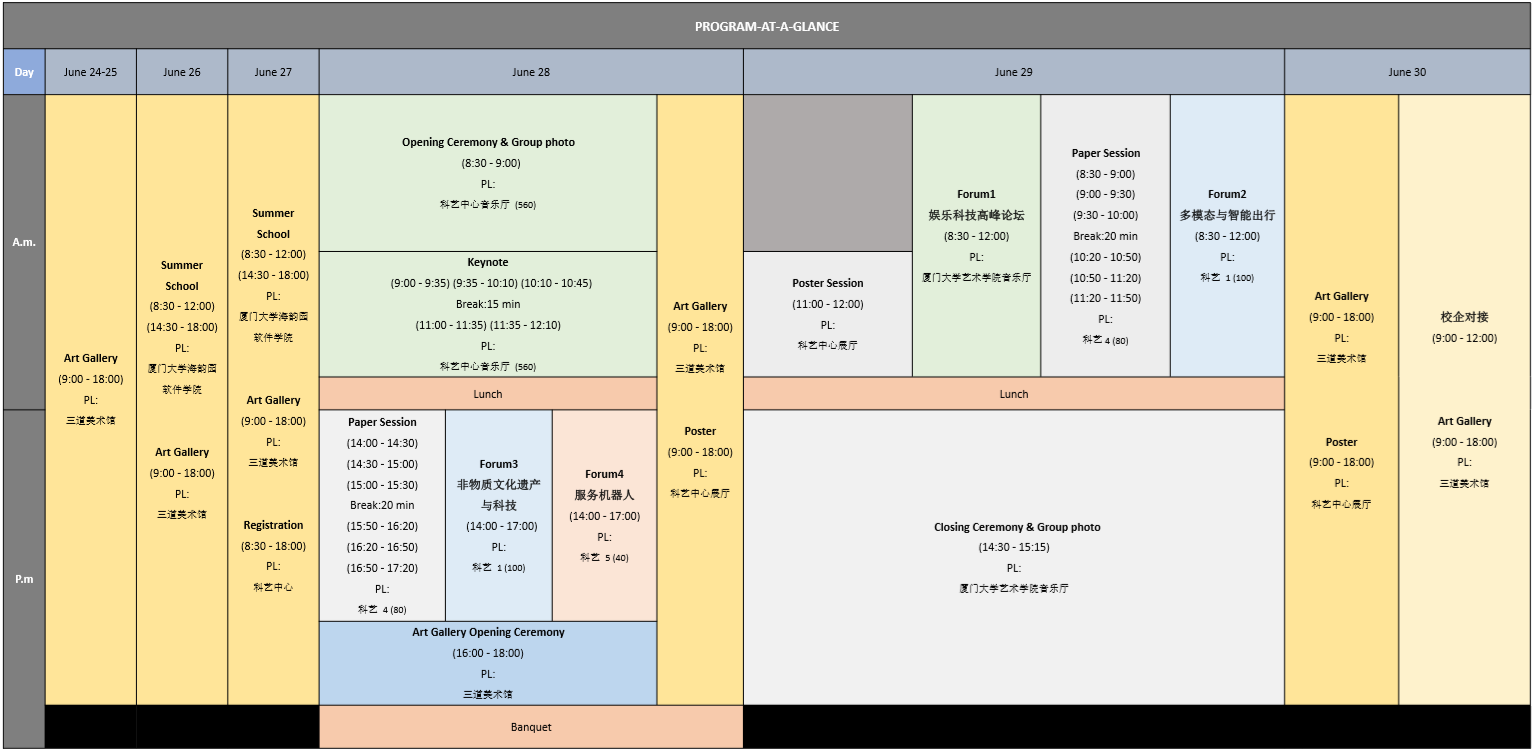 PROGRAM-AT-A-GLANCE
Day
June 24-25
June 26
June 27
June 28
June 29
June 30
A.m.
P.m
Art Gallery
(9:00 - 18:00)
PL:
三道美术馆
Summer
School
(8:30 - 12:00)
(14:30 - 18:00)
PL:
厦门大学海韵园
软件学院
Art Gallery
(9:00 - 18:00)
PL:
三道美术馆
Summer
School
(8:30 - 12:00)
(14:30 - 18:00)
PL:
厦门大学海韵园
软件学院
Art Gallery
(9:00 - 18:00)
PL:
三道美术馆
Registration
(8:30 - 18:00)
PL:
科艺中心
Opening Ceremony & Group photo
(8:30 - 9:00)
PL:
科艺中心音乐厅 (560)
Keynote
(9:00 - 9:35) (9:35 - 10:10) (10:10 - 10:45)
Break:15 min
(11:00 - 11:35) (11:35 - 12:10)
PL:
科艺中心音乐厅 (560)
Lunch
Paper Session
(14:00 - 14:30)
(14:30 - 15:00)
(15:00 - 15:30)
Break:20 min
(15:50 - 16:20)
(16:20 - 16:50)
(16:50 - 17:20)
PL:
科艺 4 (80)
Forum3
非物质文化遗产
与科技
(14:00 - 17:00)
PL:
科艺 1 (100)
Forum4
服务机器人
(14:00 - 17:00)
PL:
科艺 5 (40)
Art Gallery Opening Ceremony
(16:00 - 18:00)
PL:
三道美术馆
Banquet
Art Gallery
(9:00 - 18:00)
PL:
三道美术馆
Poster
(9:00 - 18:00)
PL:
科艺中心展厅
Poster Session
(11:00 - 12:00)
PL:
科艺中心展厅
Forum1
娱乐科技高峰论坛
(8:30 - 12:00)
PL:
厦门大学艺术学院音乐厅
Paper Session
(8:30 - 9:00)
(9:00 - 9:30)
(9:30 - 10:00)
Break:20 min
(10:20 - 10:50)
(10:50 - 11:20)
(11:20 - 11:50)
PL:
科艺 4 (80)
Forum2
多模态与智能出行
(8:30 - 12:00)
PL:
科艺 1 (100)
Lunch
Closing Ceremony & Group photo
(14:30 - 15:15)
PL:
厦门大学艺术学院音乐厅
Art Gallery
(9:00 - 18:00)
PL:
三道美术馆
Poster
(9:00 - 18:00)
PL:
科艺中心展厅
校企对接
(9:00 - 12:00)
Art Gallery
(9:00 - 18:00)
PL:
三道美术馆